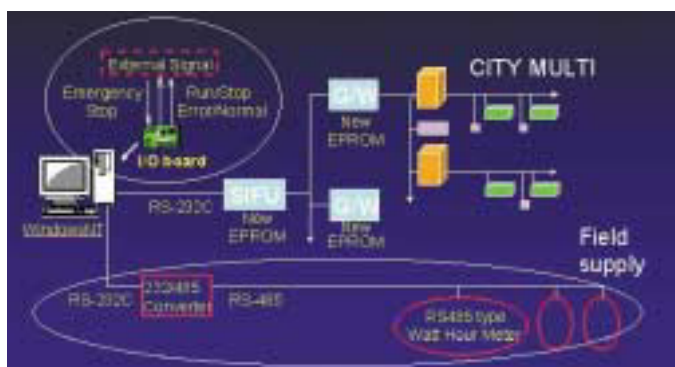 External Signal
Emergency
Stop
Run/Stop
Error/Normal
I/O board
WindowsNT
RS-232C
SIFU
New
EPROM
G/W
New
EPROM
G/W
New
EPROM
CITY MULTI
Field
supply
RS-232C
232/485
Converter
RS-485
RS485 type
Watt Hour Meter